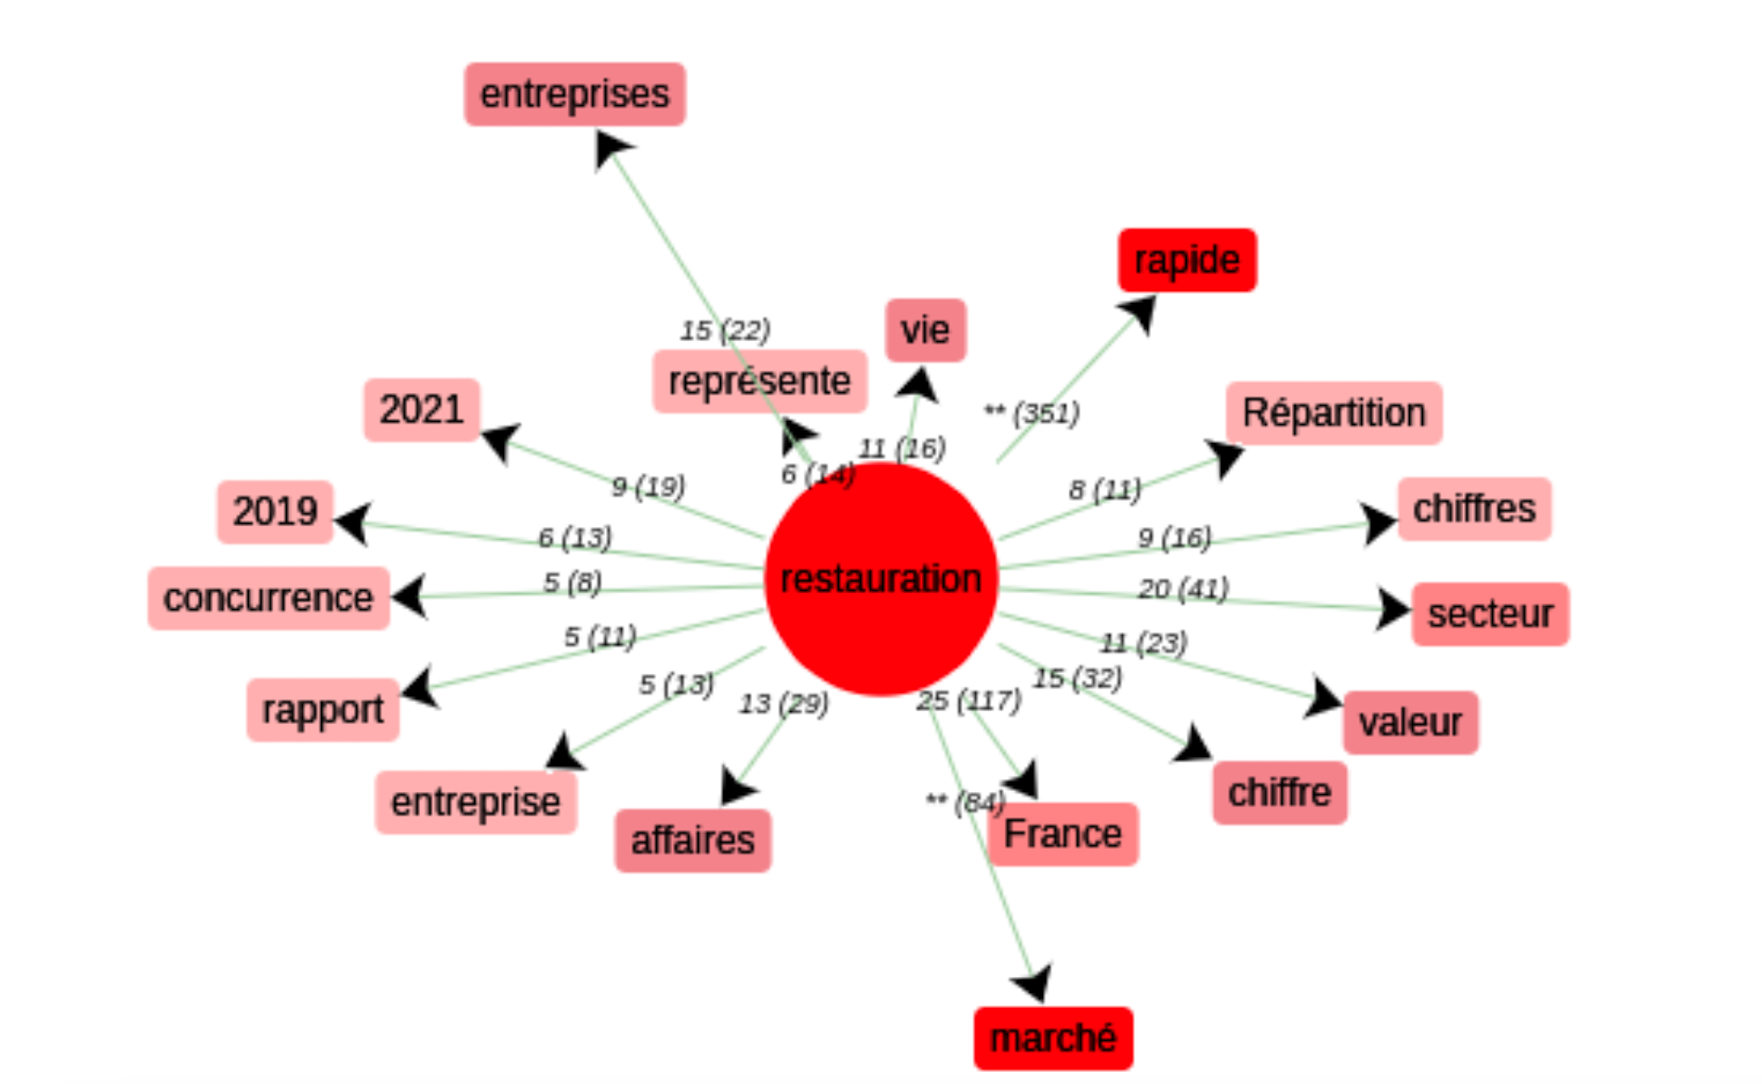 entreprises
rapide
vie
15 (22)
représente
2021
** (351)
Répartition
11 (16)
6 (14)
9 (19)
8 (11)
2019
chiffres
6 (13)
9 (16)
restauration
5 (8)
20 (41)
concurrence
secteur
5 (11)
11 (23)
15 (32)
5 (13)
13 (29)
25 (117)
rapport
valeur
entreprise
** (84)
chiffre
affaires
France
marché